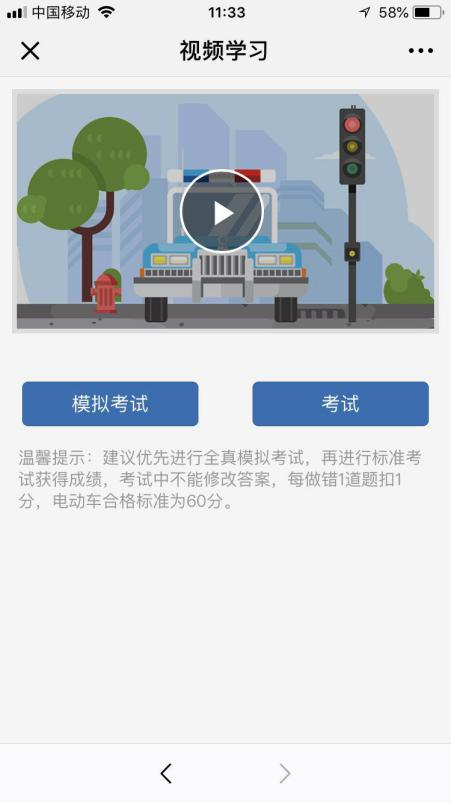 中国移动 11:33 58%
视频学习
模拟考试 考试
温馨提示：建议优先进行全真模拟考试，再进行标准考
试获得成绩，考试中不能修改答案，每做错1道题扣1
分，电动车合格标准为60分。